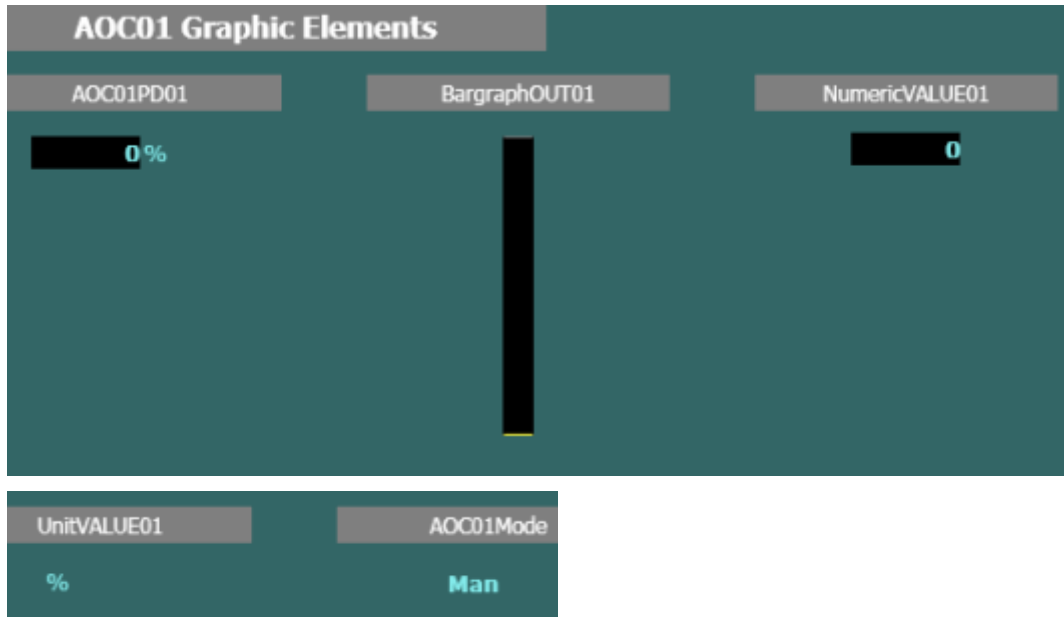 AOC01 Graphic Elements
AOC01PD01 BargraphOUT01 NumericVALUE01
0% 0
UnitVALUE01 AOC01Mode
% Man